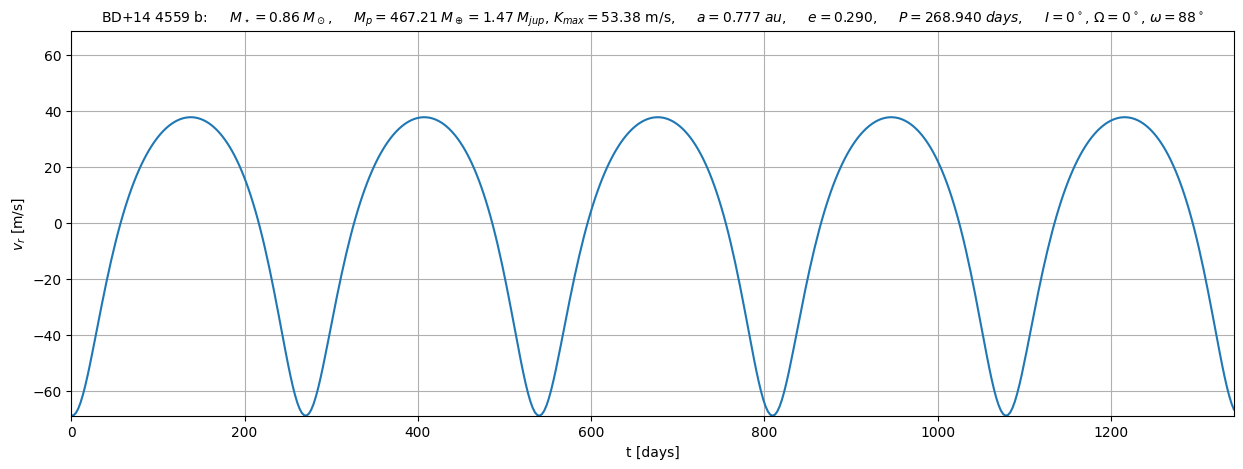 BD+14 4559 b: M⋆ = 0.86 M⊙, Mp = 467.21 M⊕ = 1.47 Mjup, Kmax = 53.38 m/s, a = 0.777 au, e = 0.290, P = 268.940 days, I = 0°, Ω = 0°, ω = 88°
60
40
20
0
−20
−40
−60
vr [m/s]
0 200 400 600 800 1000 1200
t [days]